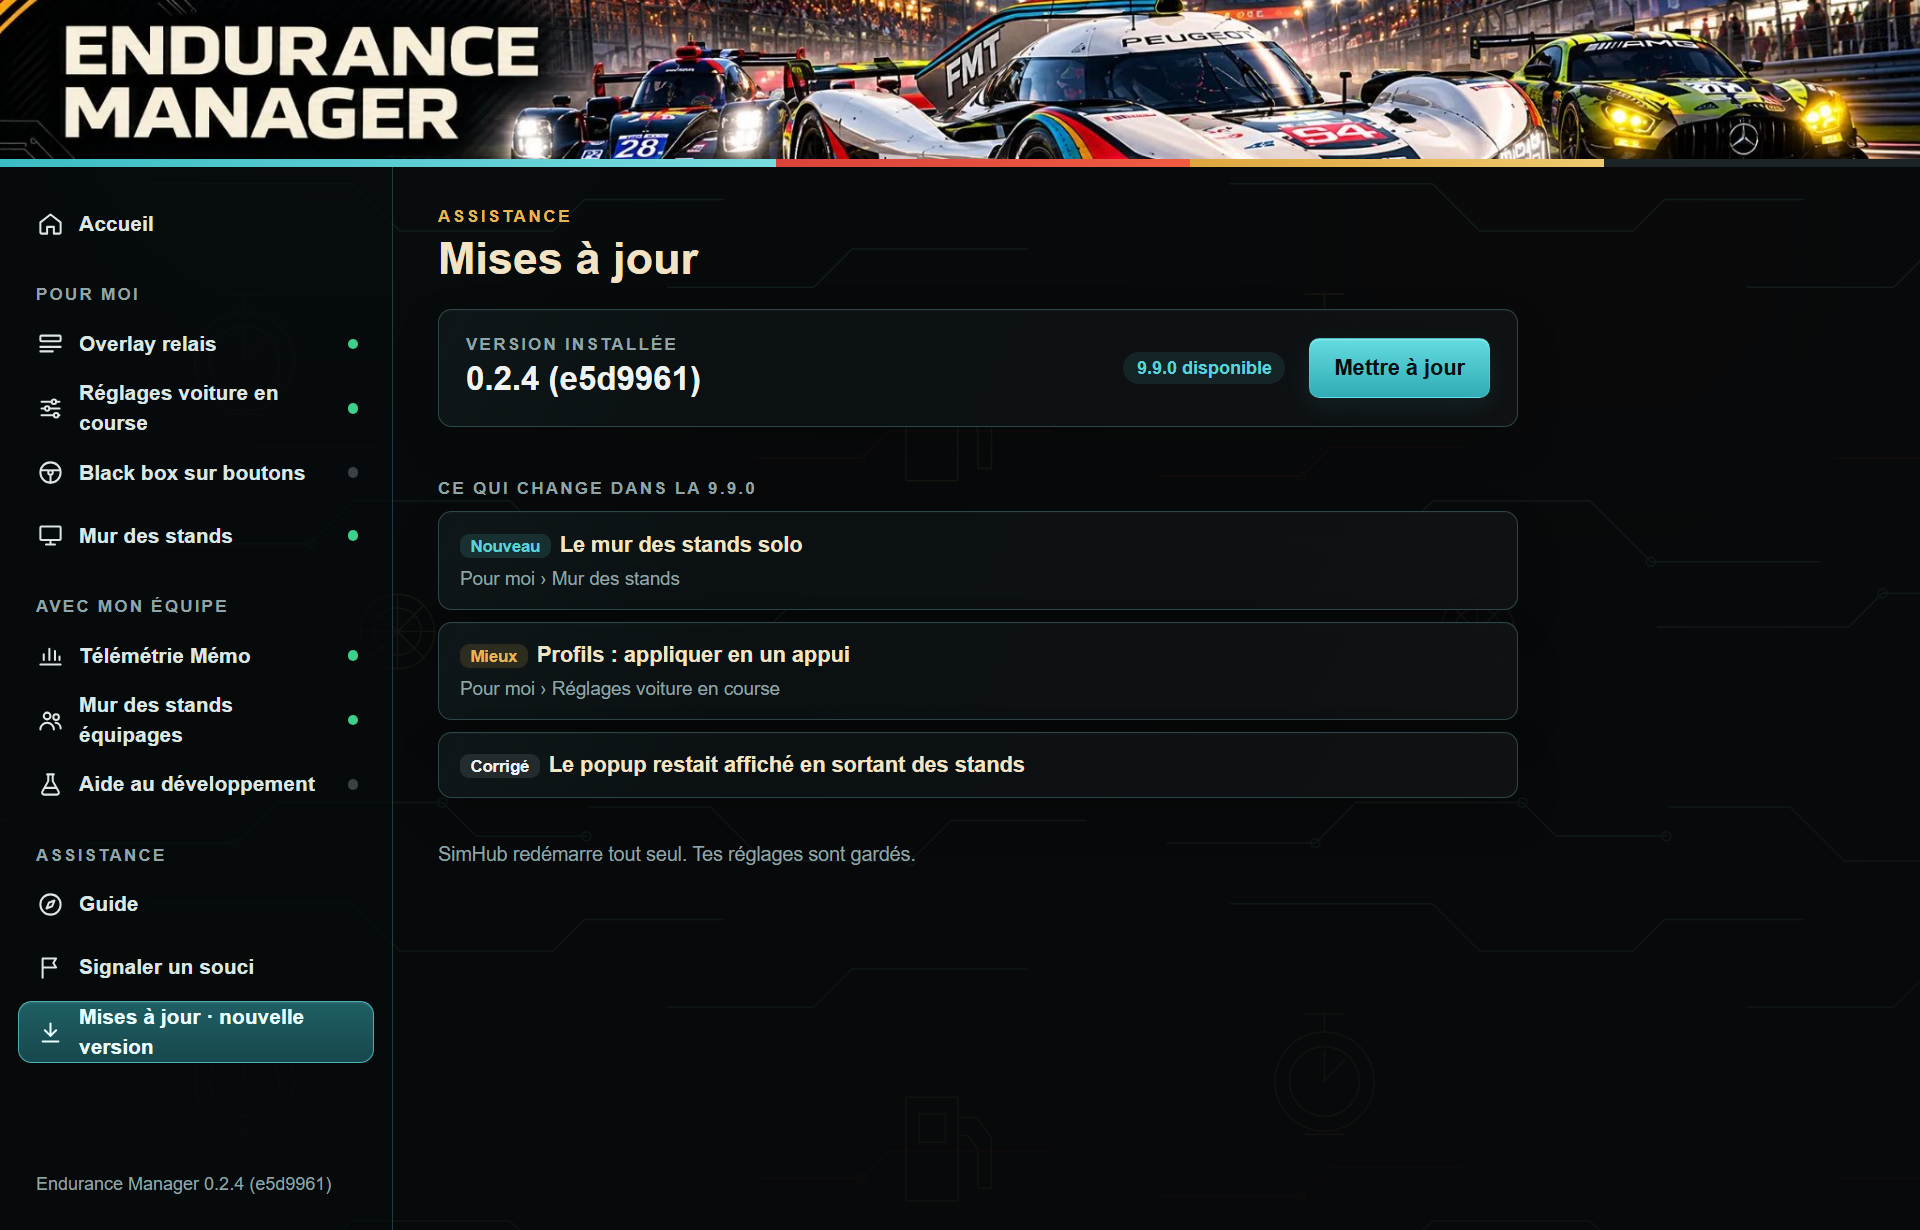 ENDURANCE
MANAGER
FMT
PEUGEOT
AMG
28
94
Accueil
POUR MOI
Overlay relais
Réglages voiture en
course
Black box sur boutons
Mur des stands
AVEC MON ÉQUIPE
Télémétrie Mémo
Mur des stands
équipages
Aide au développement
ASSISTANCE
Guide
Signaler un souci
Mises à jour · nouvelle
version
Endurance Manager 0.2.4 (e5d9961)
ASSISTANCE
Mises à jour
VERSION INSTALLÉE
0.2.4 (e5d9961)
9.9.0 disponible
Mettre à jour
CE QUI CHANGE DANS LA 9.9.0
Nouveau Le mur des stands solo
Pour moi › Mur des stands
Mieux Profils : appliquer en un appui
Pour moi › Réglages voiture en course
Corrigé Le popup restait affiché en sortant des stands
SimHub redémarre tout seul. Tes réglages sont gardés.